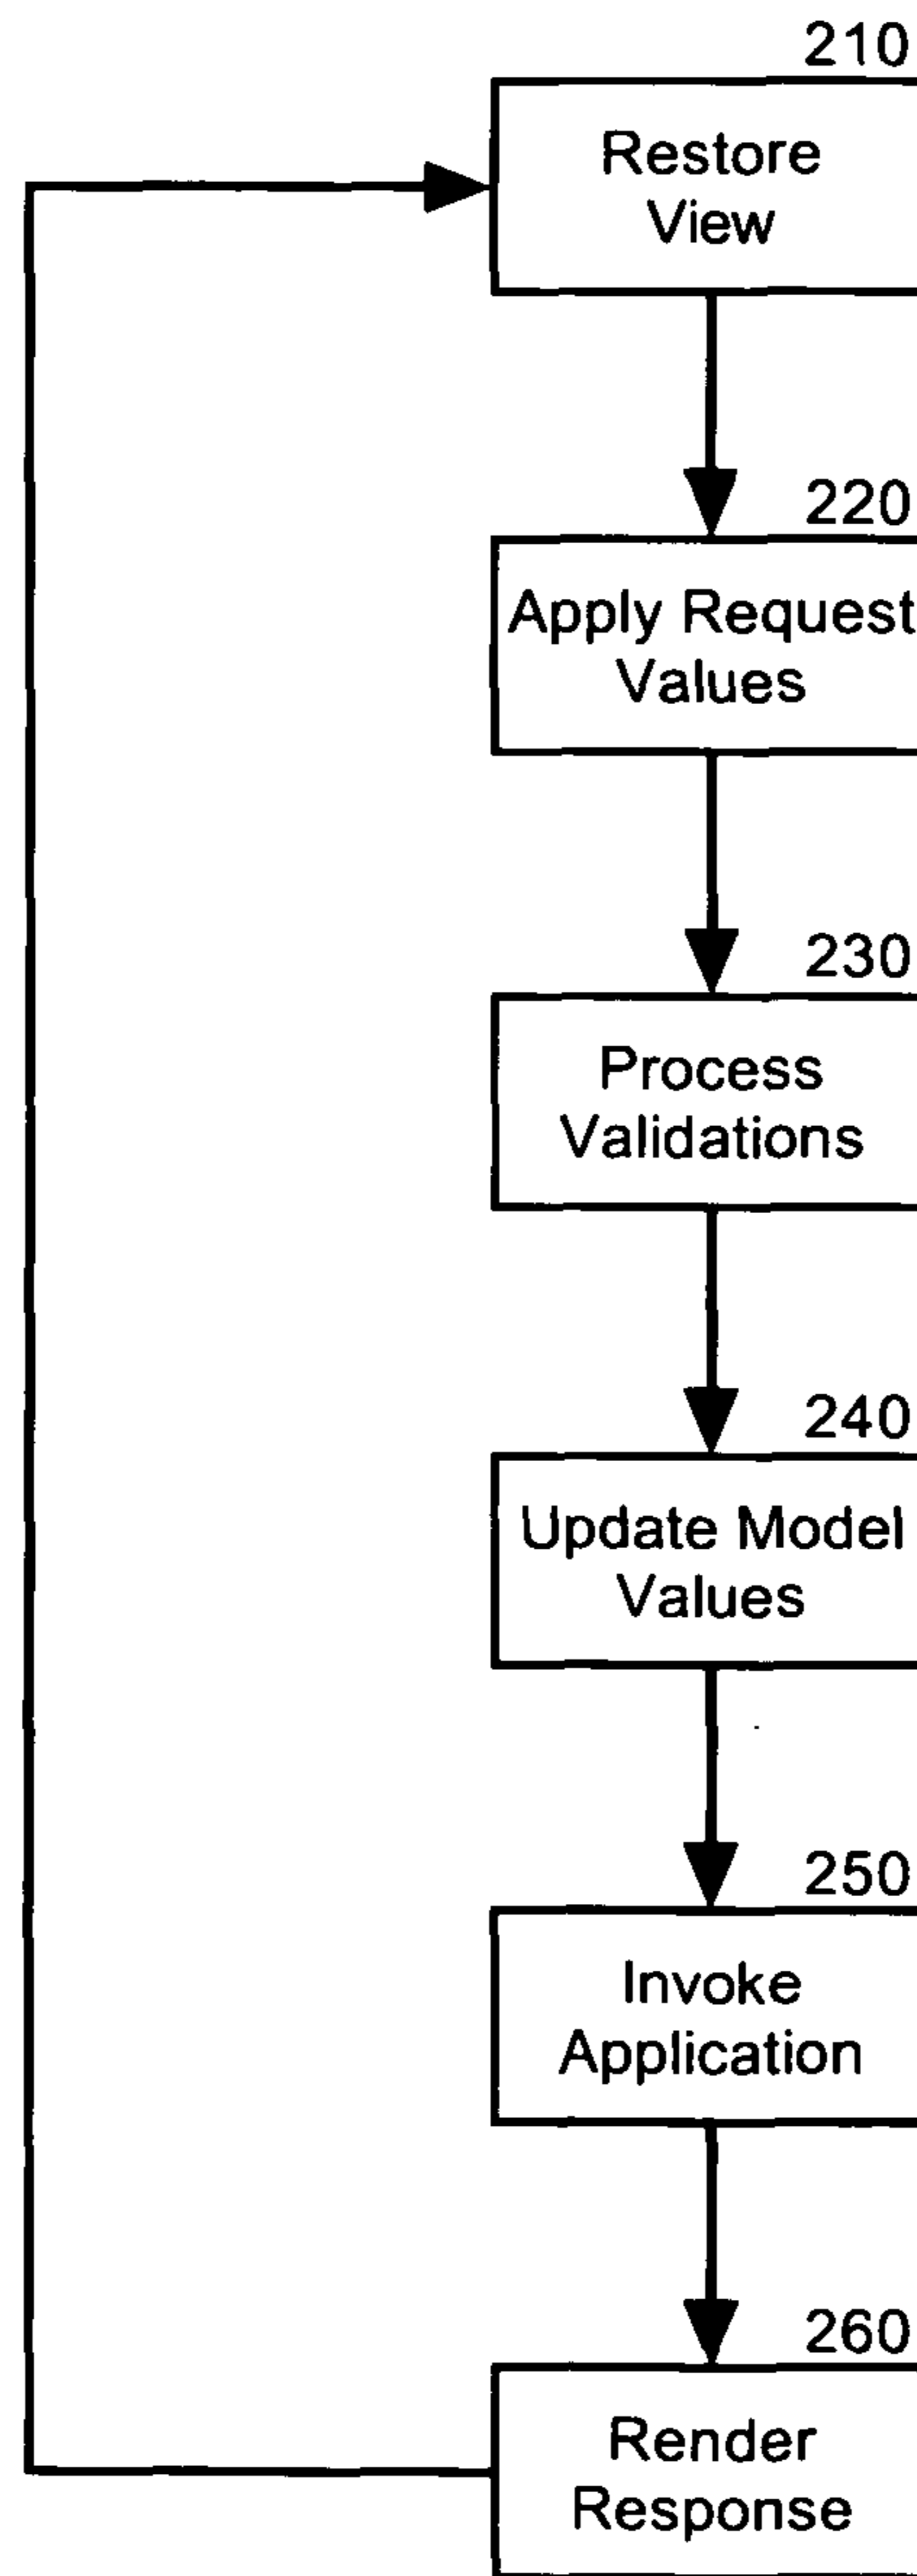 210
Restore
View
220
Apply Request
Values
230
Process
Validations
240
Update Model
Values
250
Invoke
Application
260
Render
Response